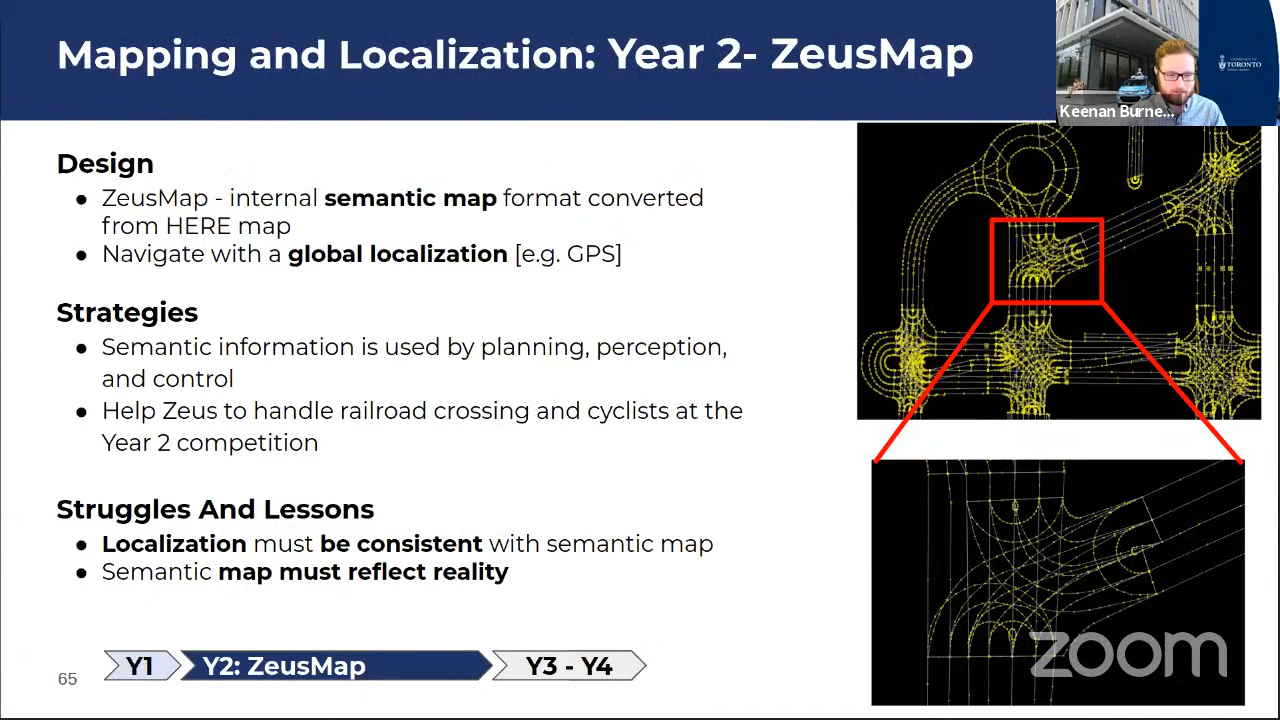 Mapping and Localization: Year 2- ZeusMap
UNIVERSITY OF
TORONTO
Keenan Burne...
Design
● ZeusMap - internal semantic map format converted
from HERE map
● Navigate with a global localization [e.g. GPS]
Strategies
● Semantic information is used by planning, perception,
and control
● Help Zeus to handle railroad crossing and cyclists at the
Year 2 competition
Struggles And Lessons
● Localization must be consistent with semantic map
● Semantic map must reflect reality
65
Y1
Y2: ZeusMap
Y3 - Y4
zoom